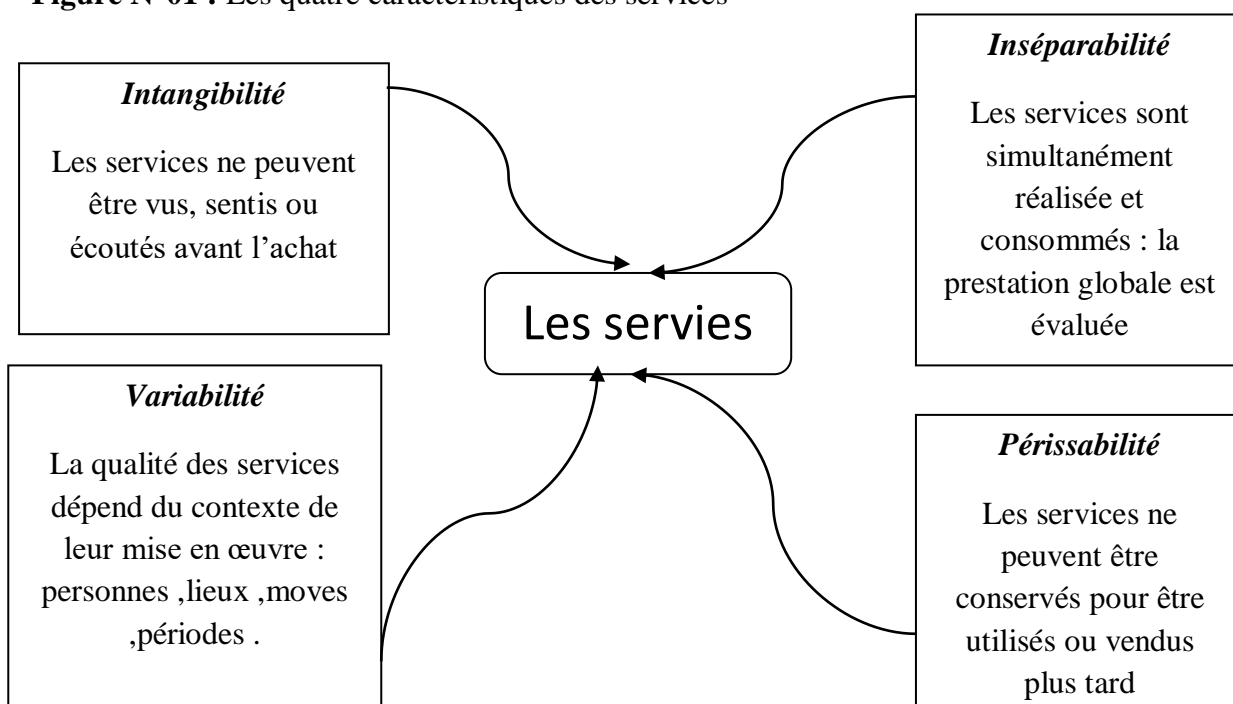 Figure N°01 : Les quatre caractéristiques des services
Intangibilité
Les services ne peuvent
être vus, sentis ou
écoutés avant l’achat
Inséparabilité
Les services sont
simultanément
réalisée et
consommés : la
prestation globale est
évaluée
Les servies
Variabilité
La qualité des services
dépend du contexte de
leur mise en œuvre :
personnes ,lieux ,moves
,périodes .
Périssabilité
Les services ne
peuvent être
conservés pour être
utilisés ou vendus
plus tard